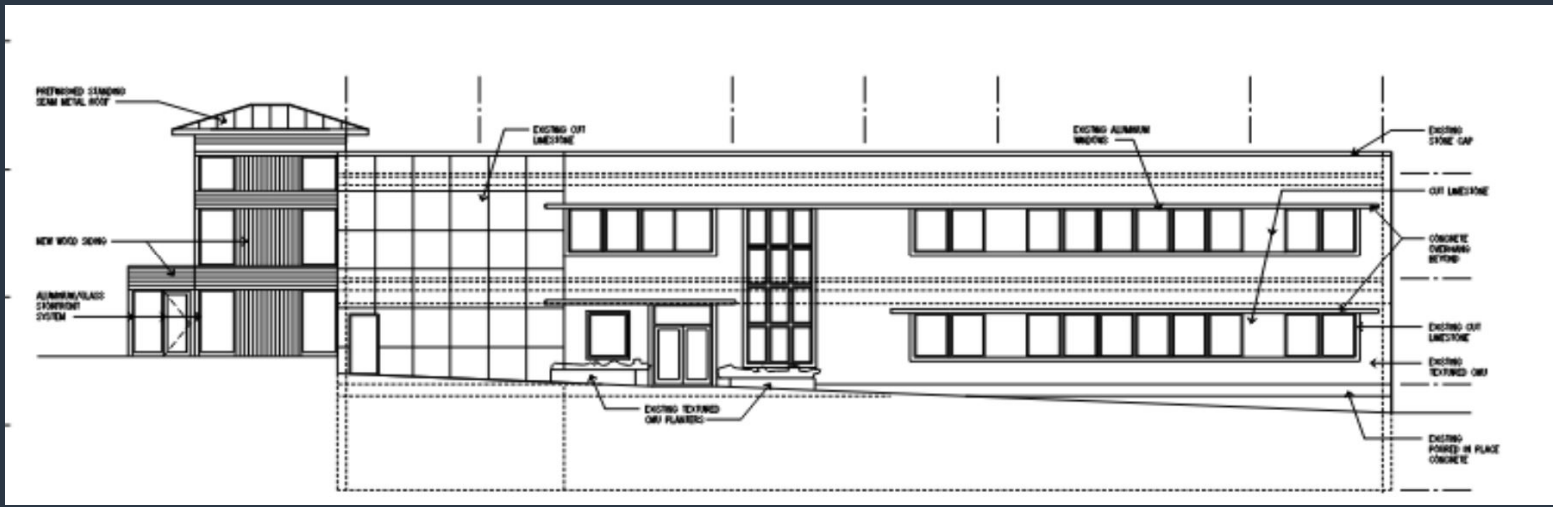 PREFINISHED STANDING
SEAM METAL ROOF
EXISTING CUT
LIMESTONE
EXISTING ALUMINUM
WINDOWS
EXISTING
STONE CAP
CUT LIMESTONE
NEW WOOD SIDING
CONCRETE
OVERHANG
BEYOND
ALUMINUM/GLASS
STOREFRONT
SYSTEM
EXISTING CUT
LIMESTONE
EXISTING
TEXTURED CMU
EXISTING TEXTURED
CMU PLANTERS
EXISTING
POURED IN PLACE
CONCRETE